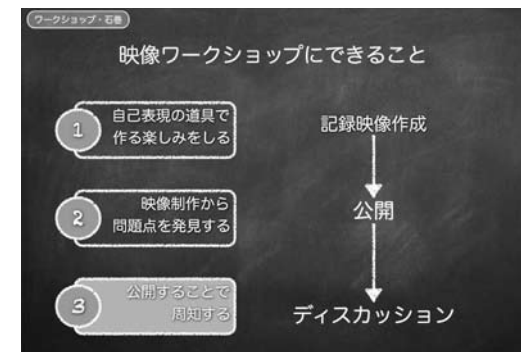 ワークショップ・石巻
映像ワークショップにできること
1
自己表現の道具で
作る楽しみをしる
2
映像制作から
問題点を発見する
3
公開することで
周知する
記録映像作成
公開
ディスカッション